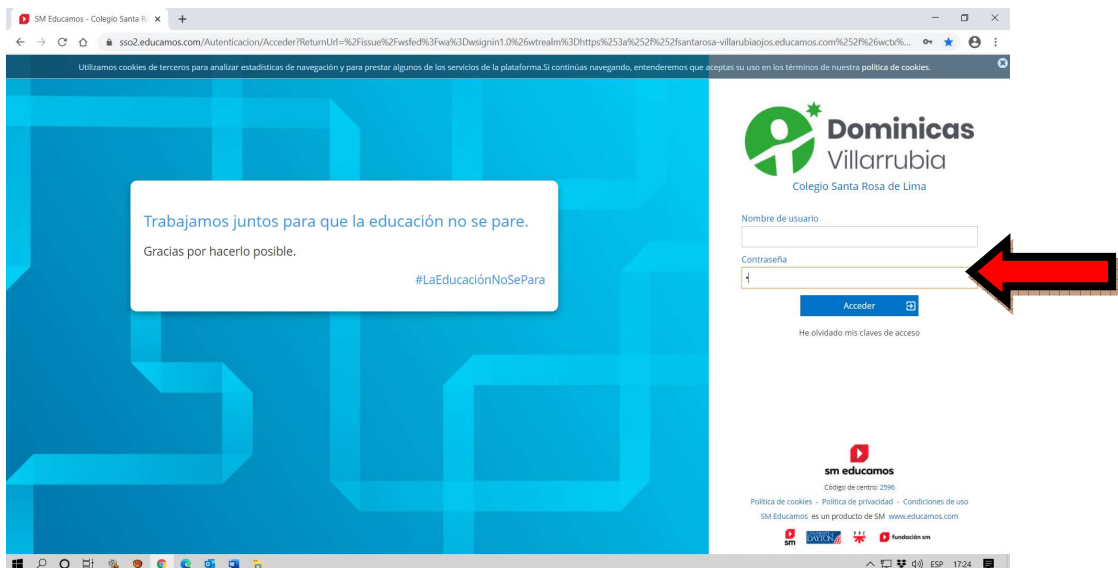 SM Educamos - Colegio Santa R
sso2.educamos.com/Autenticacion/Acceder?ReturnUrl=%2Fissue%2Fwsfed%3Fwa%3Dwsignin1.0%26wtrealm%3Dhttps%253a%252f%252fsantarosa-villarubiaojos.educamos.com%252f%26wctx%...
Utilizamos cookies de terceros para analizar estadísticas de navegación y para prestar algunos de los servicios de la plataforma.Si continúas navegando, entenderemos que aceptas su uso en los términos de nuestra política de cookies.
Dominicas
Villarrubia
Colegio Santa Rosa de Lima
Trabajamos juntos para que la educación no se pare.
Gracias por hacerlo posible.
#LaEducaciónNoSePara
Nombre de usuario
Contraseña
Acceder
He olvidado mis claves de acceso
sm educamos
Código de centro: 2596
Política de cookies - Política de privacidad - Condiciones de uso
SM Educamos es un producto de SM www.educamos.com
sm DAYTON PPC fundación sm
ESP 17:24